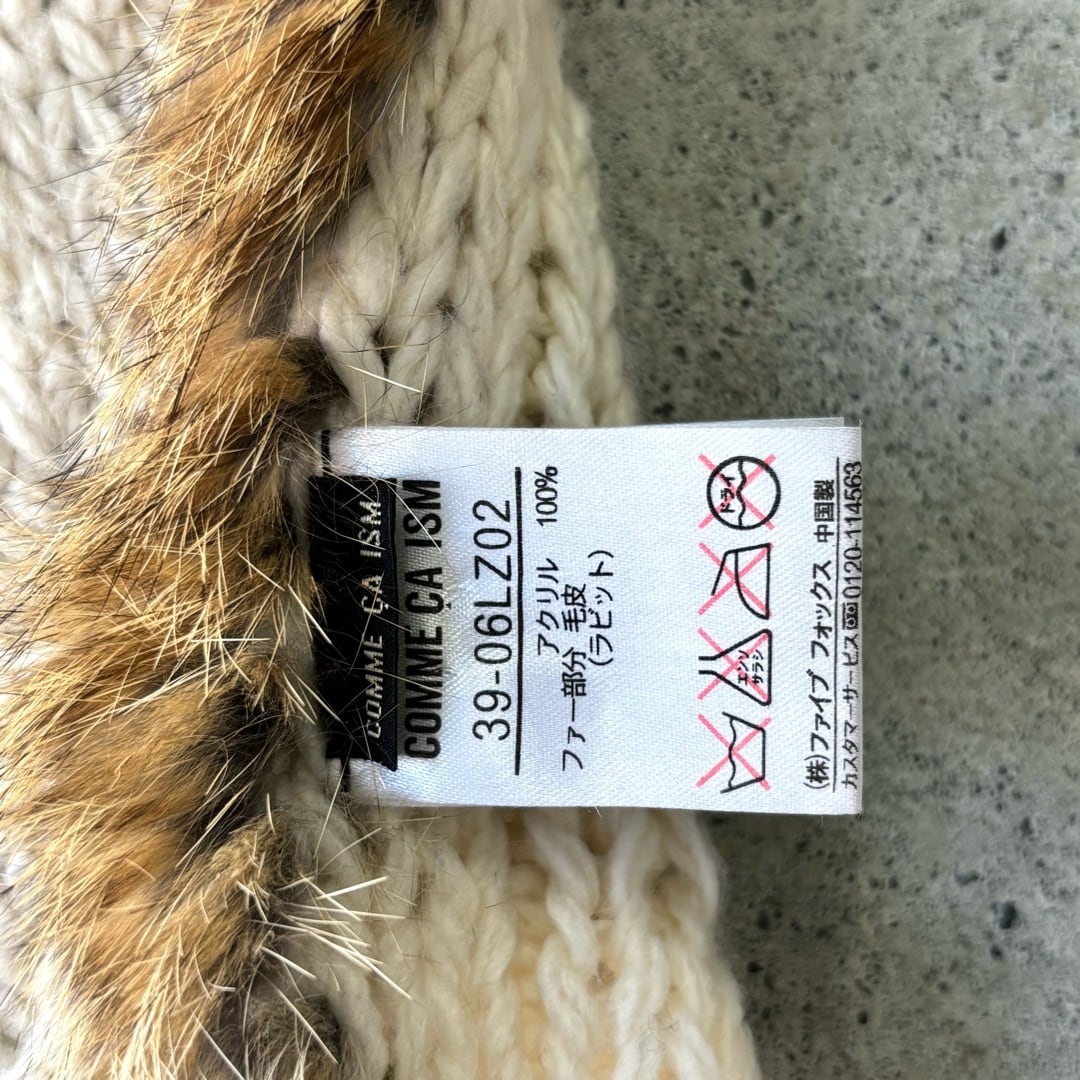 COMME ÇA ISM
COMME ÇA ISM
39-06LZ02
アクリル 100%
ファー部分 毛皮
(ラビット)
エンソ
サラシ
ドライ
(株)ファイブ フォックス 中国製
カスタマーサービス 0120-114563